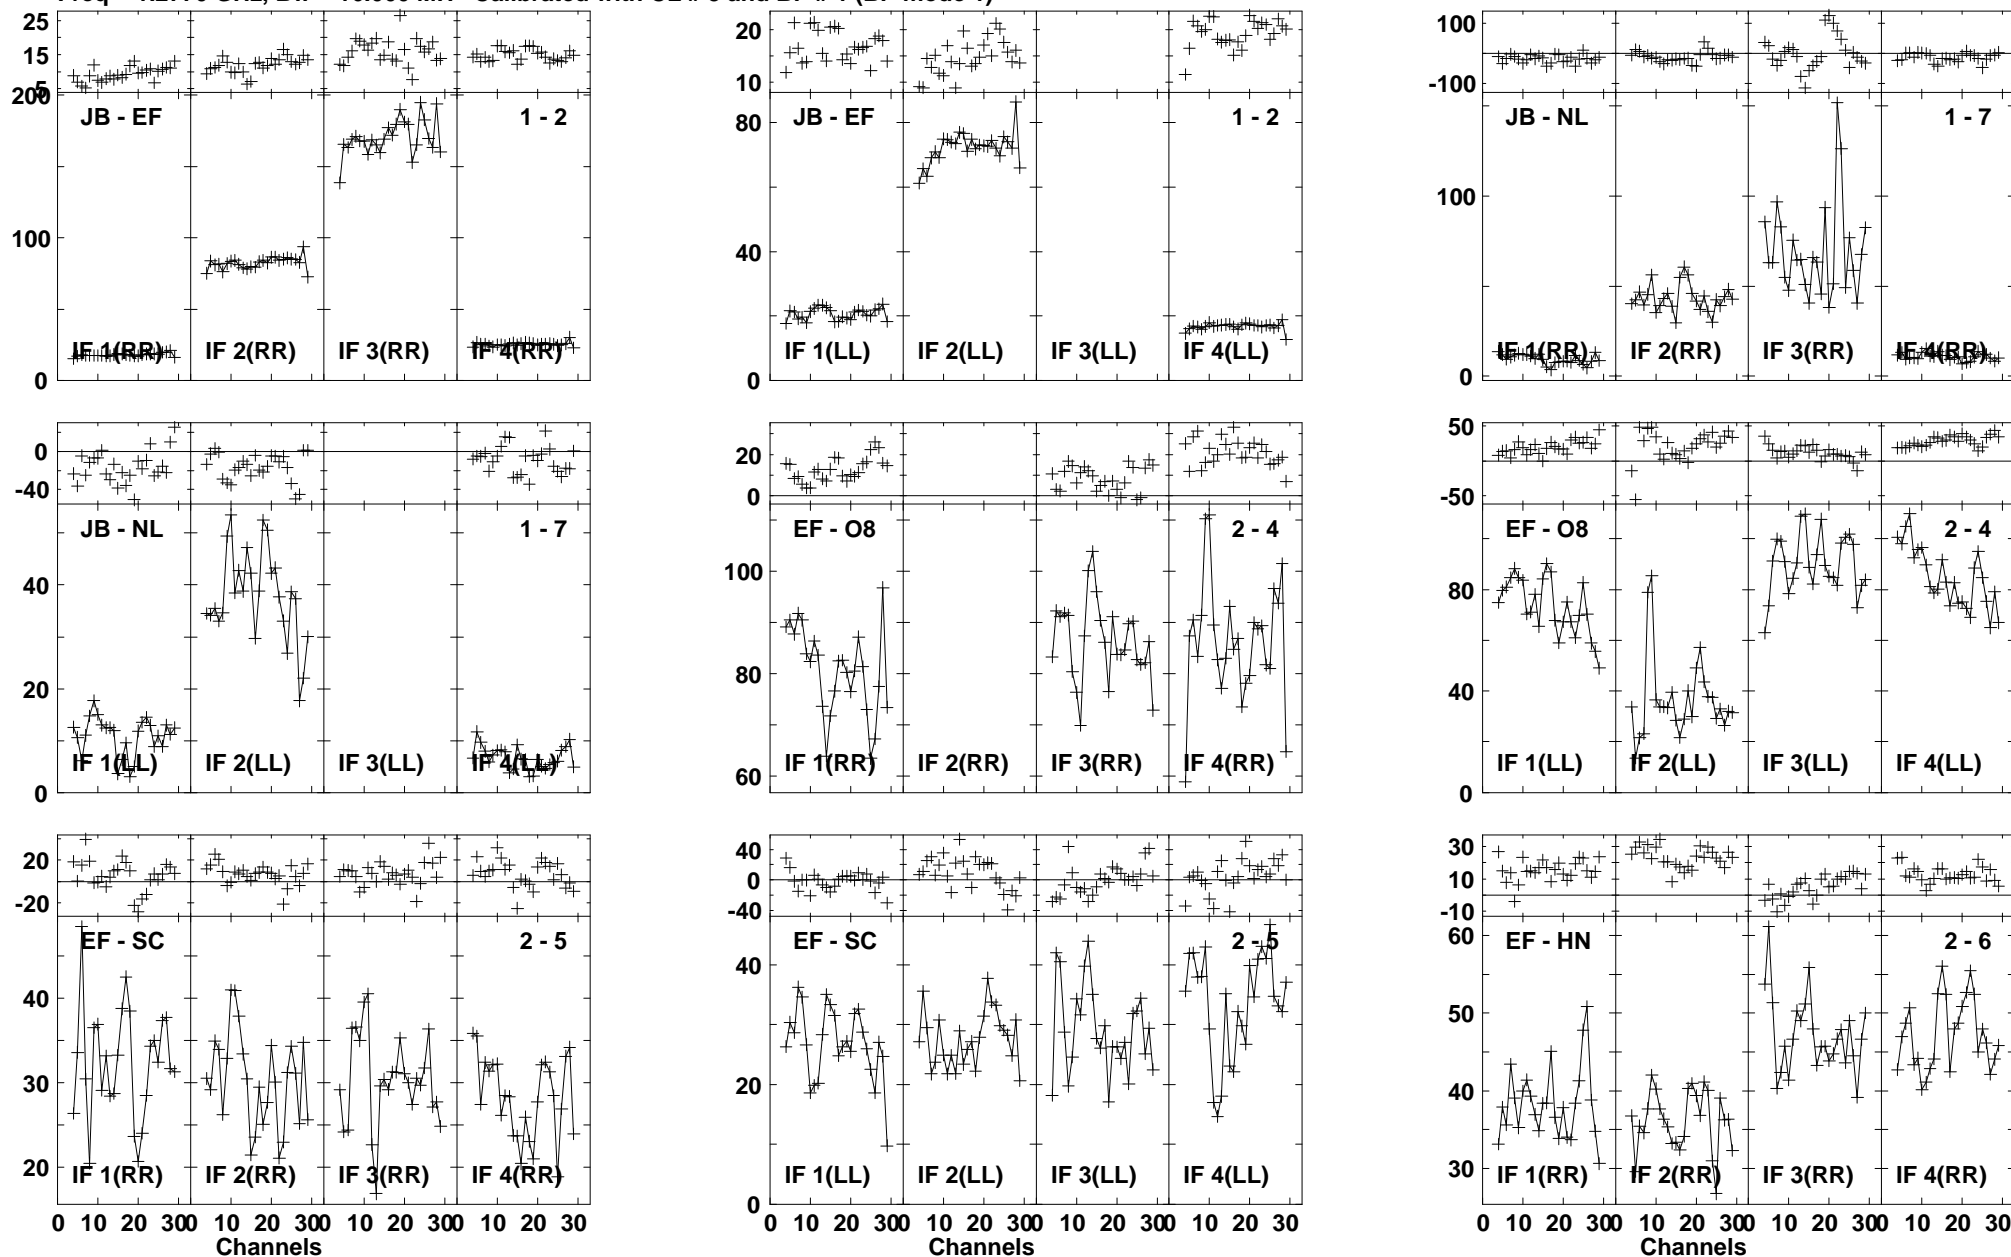 25
15
5
200
100
0
JB - EF 1 - 2
IF 1(RR) IF 2(RR) IF 3(RR) IF 4(RR)
20
10
80
40
0
JB - EF 1 - 2
IF 1(LL) IF 2(LL) IF 3(LL) IF 4(LL)
100
-100
100
0
JB - NL 1 - 7
IF 1(RR) IF 2(RR) IF 3(RR) IF 4(RR)
0
-40
40
20
0
JB - NL 1 - 7
IF 1(LL) IF 2(LL) IF 3(LL) IF 4(LL)
20
0
100
80
60
EF - O8 2 - 4
IF 1(RR) IF 2(RR) IF 3(RR) IF 4(RR)
50
-50
80
40
0
EF - O8 2 - 4
IF 1(LL) IF 2(LL) IF 3(LL) IF 4(LL)
20
-20
40
30
20
EF - SC 2 - 5
IF 1(RR) IF 2(RR) IF 3(RR) IF 4(RR)
0 10 20 30 0 10 20 30 0 10 20 30 0 10 20 30
Channels
40
0
-40
40
20
0
EF - SC 2 - 5
IF 1(LL) IF 2(LL) IF 3(LL) IF 4(LL)
0 10 20 30 0 10 20 30 0 10 20 30 0 10 20 30
Channels
30
10
-10
60
50
40
30
EF - HN 2 - 6
IF 1(RR) IF 2(RR) IF 3(RR) IF 4(RR)
0 10 20 30 0 10 20 30 0 10 20 30 0 10 20 30
Channels